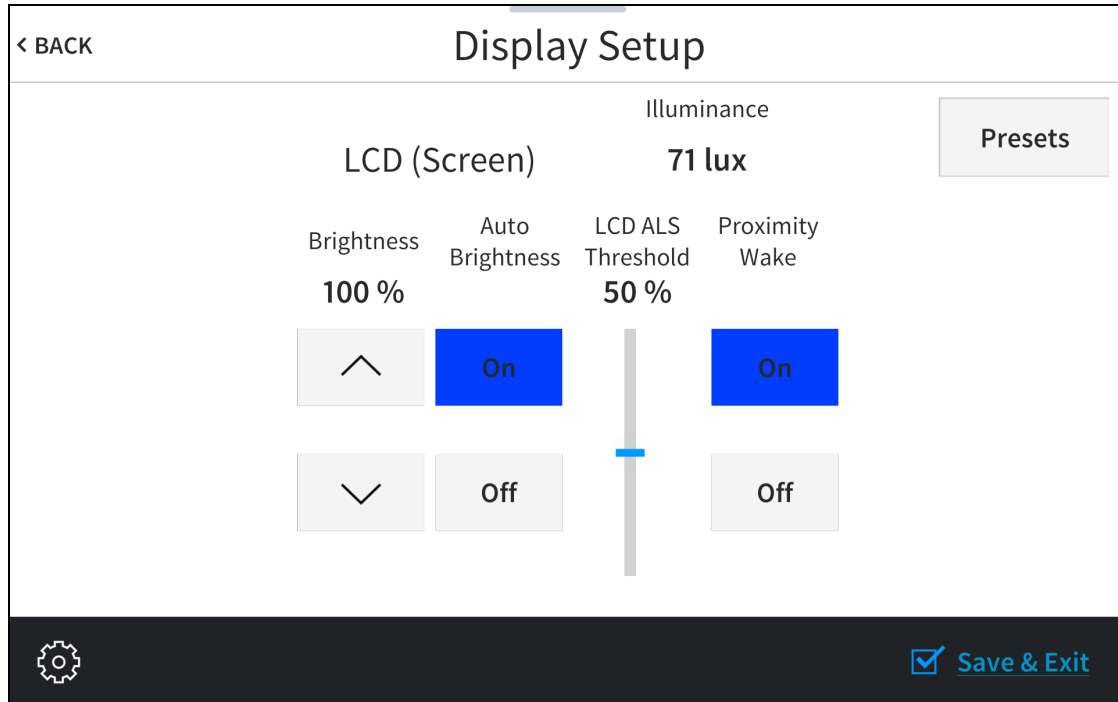 < BACK
Display Setup
Illuminance
Presets
LCD (Screen)
71 lux
Brightness
Auto
Brightness
LCD ALS
Threshold
Proximity
Wake
100 %
50 %
On
On
Off
Off
Save & Exit